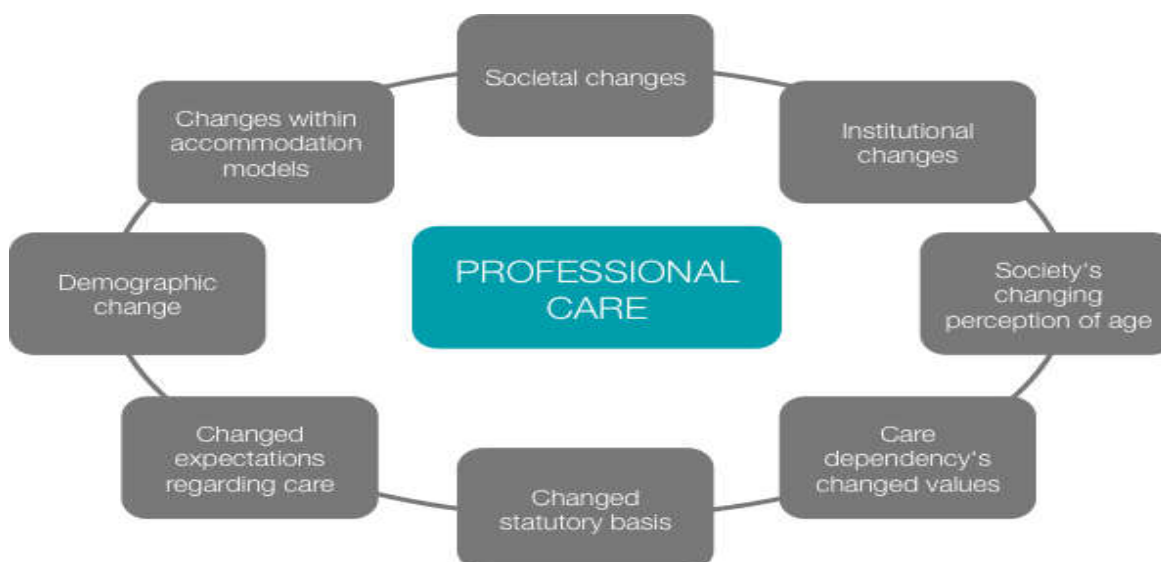 Societal changes
Institutional
changes
Society's
changing
perception of age
Care
dependency's
changed values
Changed
statutory basis
Changed
expectations
regarding care
Demographic
change
Changes within
accommodation
models
PROFESSIONAL
CARE